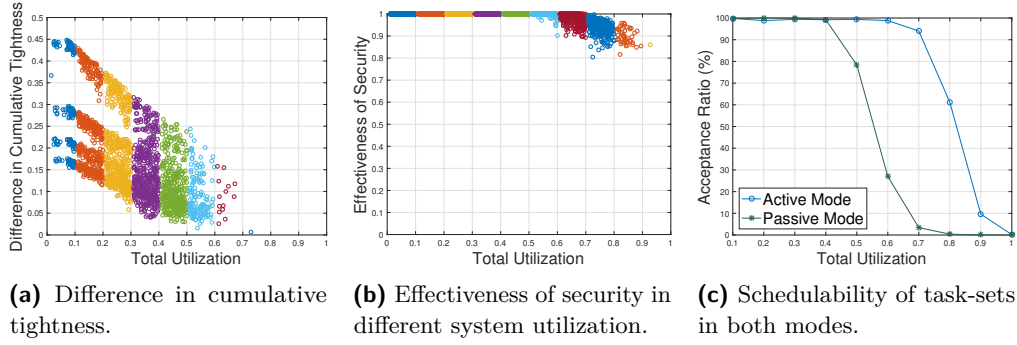 Difference in Cumulative Tightness
0.5
0.45
0.4
0.35
0.3
0.25
0.2
0.15
0.1
0.05
0
0 0.1 0.2 0.3 0.4 0.5 0.6 0.7 0.8 0.9 1
Total Utilization
(a) Difference in cumulative
tightness.
Effectiveness of Security
1
0.9
0.8
0.7
0.6
0.5
0.4
0.3
0.2
0.1
0
0 0.1 0.2 0.3 0.4 0.5 0.6 0.7 0.8 0.9 1
Total Utilization
(b) Effectiveness of security in
different system utilization.
Acceptance Ratio (%)
100
90
80
70
60
50
40
30
20
10
0
Active Mode
Passive Mode
0.1 0.2 0.3 0.4 0.5 0.6 0.7 0.8 0.9 1
Total Utilization
(c) Schedulability of task-sets
in both modes.